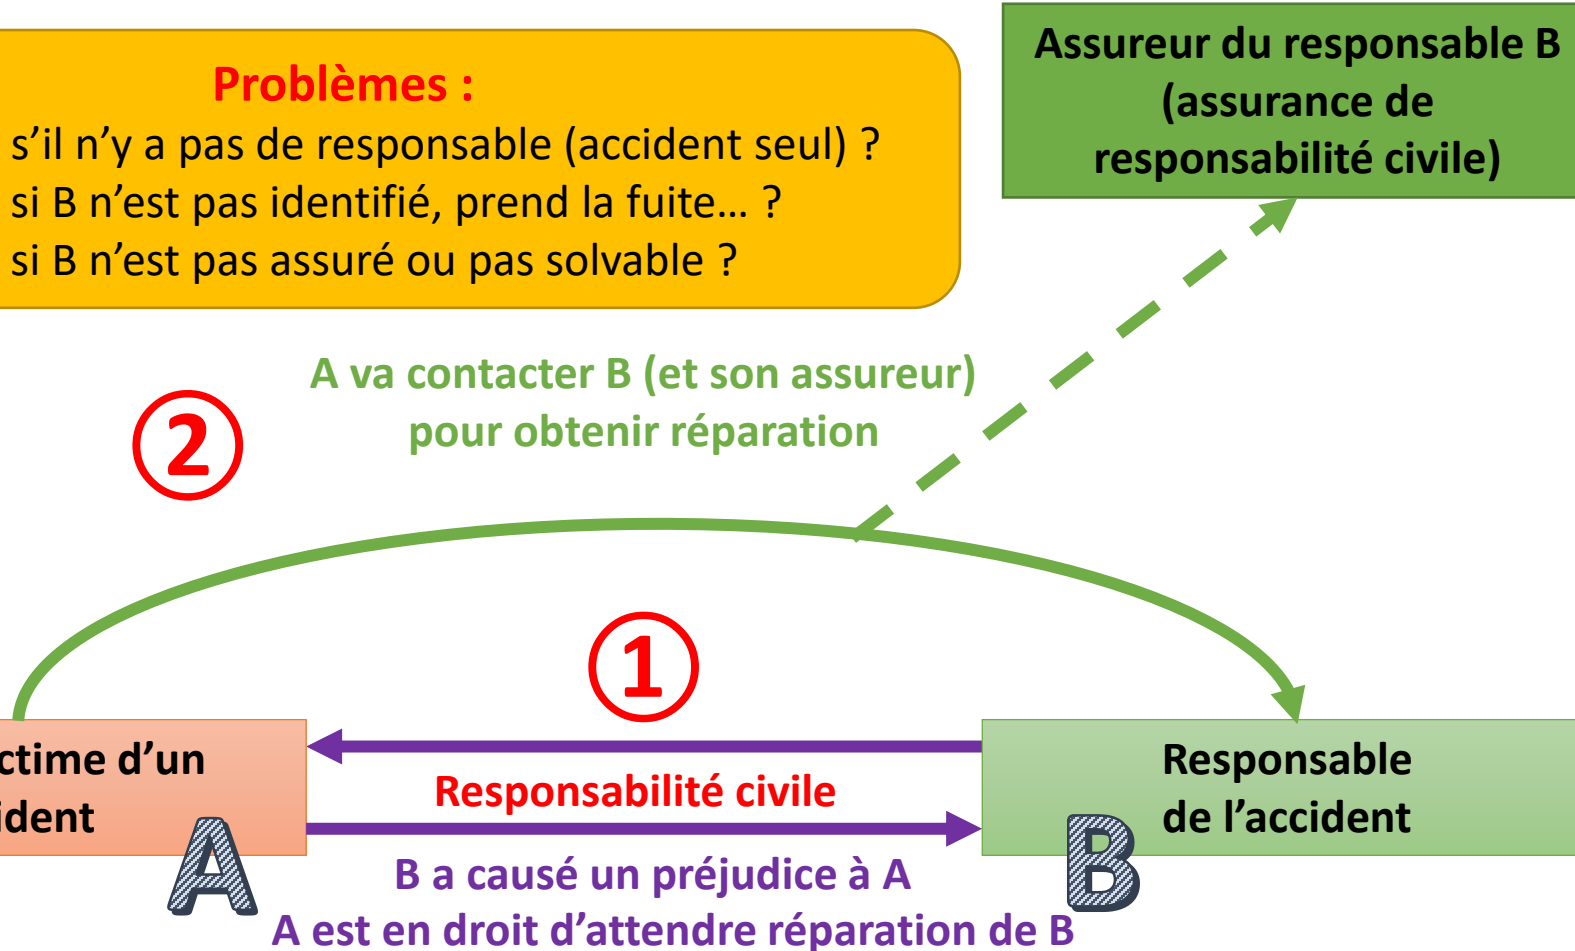 Problèmes :
s’il n’y a pas de responsable (accident seul) ?
si B n’est pas identifié, prend la fuite… ?
si B n’est pas assuré ou pas solvable ?
Assureur du responsable B
(assurance de
responsabilité civile)
A va contacter B (et son assureur)
pour obtenir réparation
2
1
ctime d’un
ident
A
Responsabilité civile
Responsable
de l’accident
B
B a causé un préjudice à A
A est en droit d’attendre réparation de B